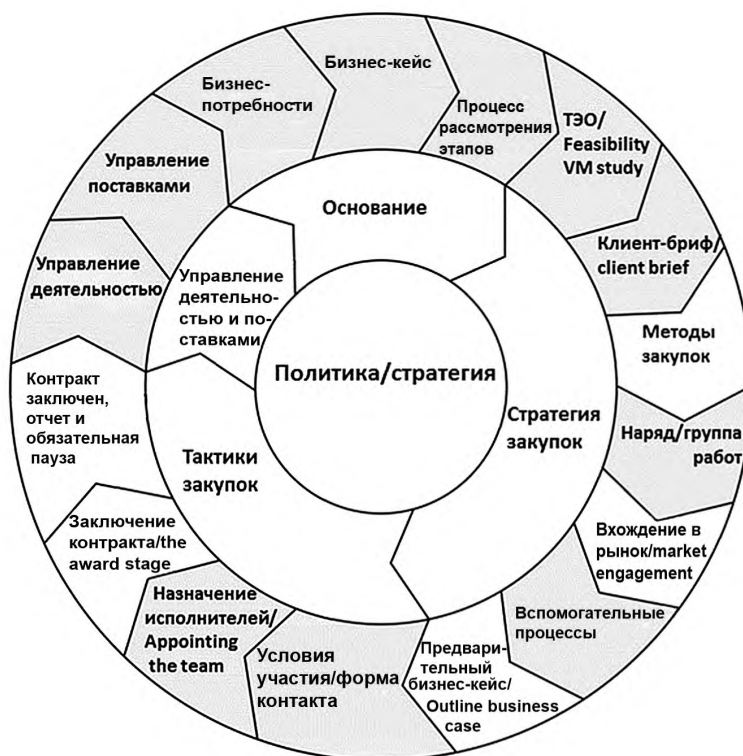 Бизнес-
потребности
Бизнес-кейс
Процесс
рассмотрения
этапов
ТЭО/
Feasibility
VM study
Клиент-бриф/
client brief
Методы
закупок
Наряд/группа
работ
Вхождение в
рынок/market
engagement
Вспомогательные
процессы
Предвари-
тельный
бизнес-кейс/
Outline business
case
Условия
участия/форма
контакта
Назначение
исполнителей/
Appointing
the team
Заключение
контракта/the
award stage
Контракт
заключен,
отчет и
обязательная
пауза
Управление
деятельностью
Управление
поставками
Основание
Стратегия
закупок
Тактики
закупок
Управление
деятельно-
стью и по-
ставками
Политика/стратегия